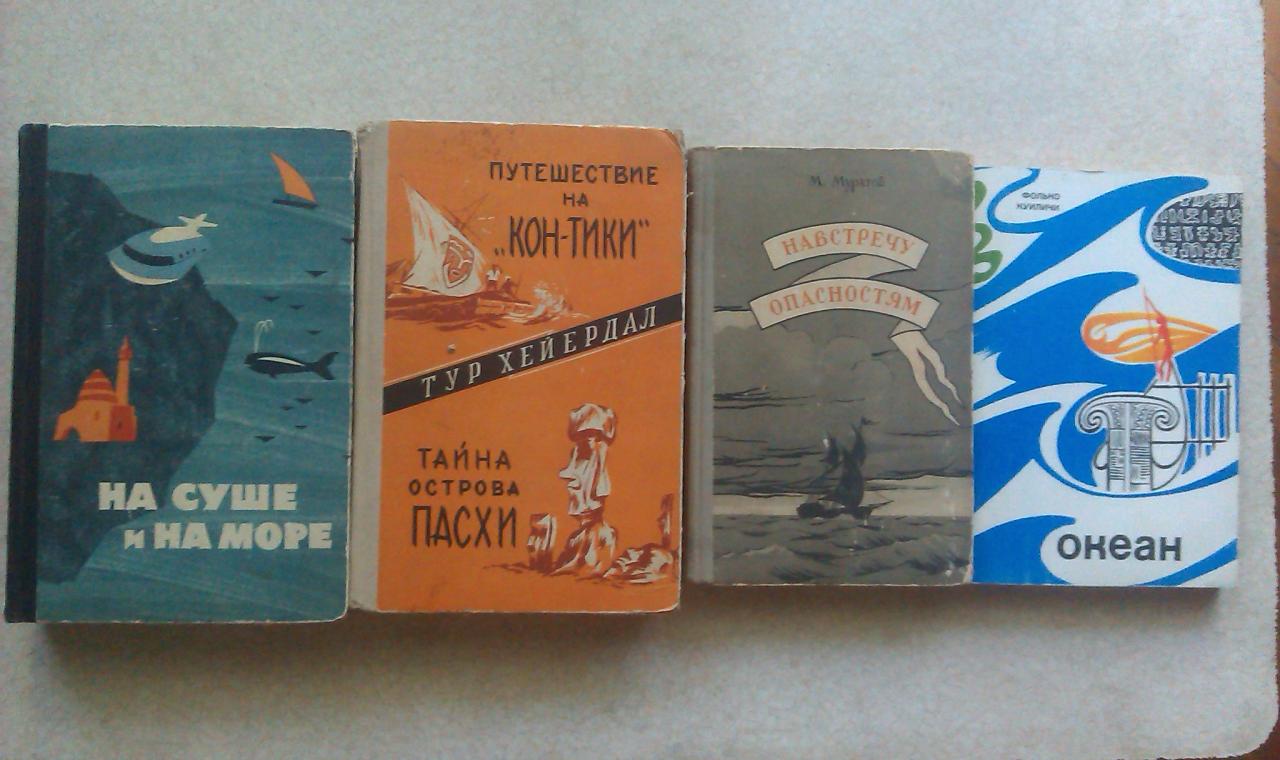 НА СУШЕ
и НА МОРЕ
ПУТЕШЕСТВИЕ
НА
„КОН-ТИКИ"
ТУР ХЕЙЕРДАЛ
ТАЙНА
ОСТРОВА
ПАСХИ
М. Муратов
НАВСТРЕЧУ
ОПАСНОСТЯМ
ФОЛЬКО
КУИЛИЧИ
океан